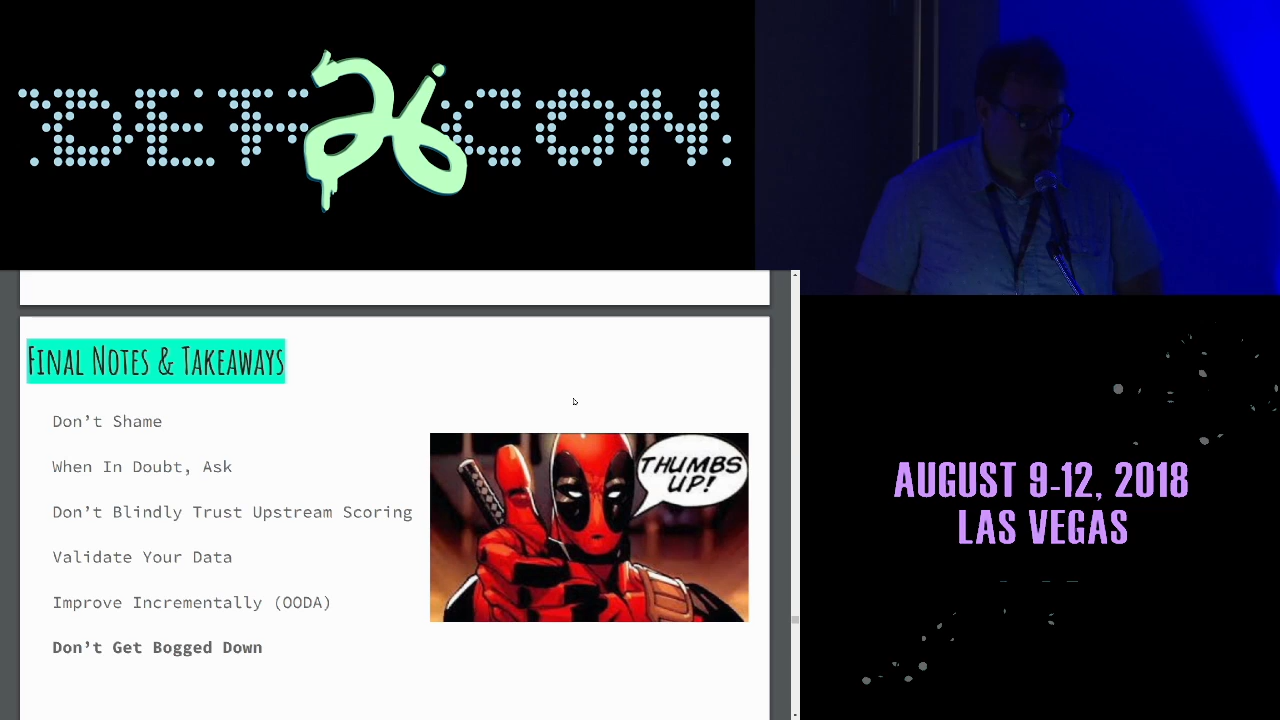 DEF 26 CON
Final Notes & Takeaways
Don’t Shame
When In Doubt, Ask
Don’t Blindly Trust Upstream Scoring
Validate Your Data
Improve Incrementally (OODA)
Don’t Get Bogged Down
THUMBS
UP!
AUGUST 9-12, 2018
LAS VEGAS